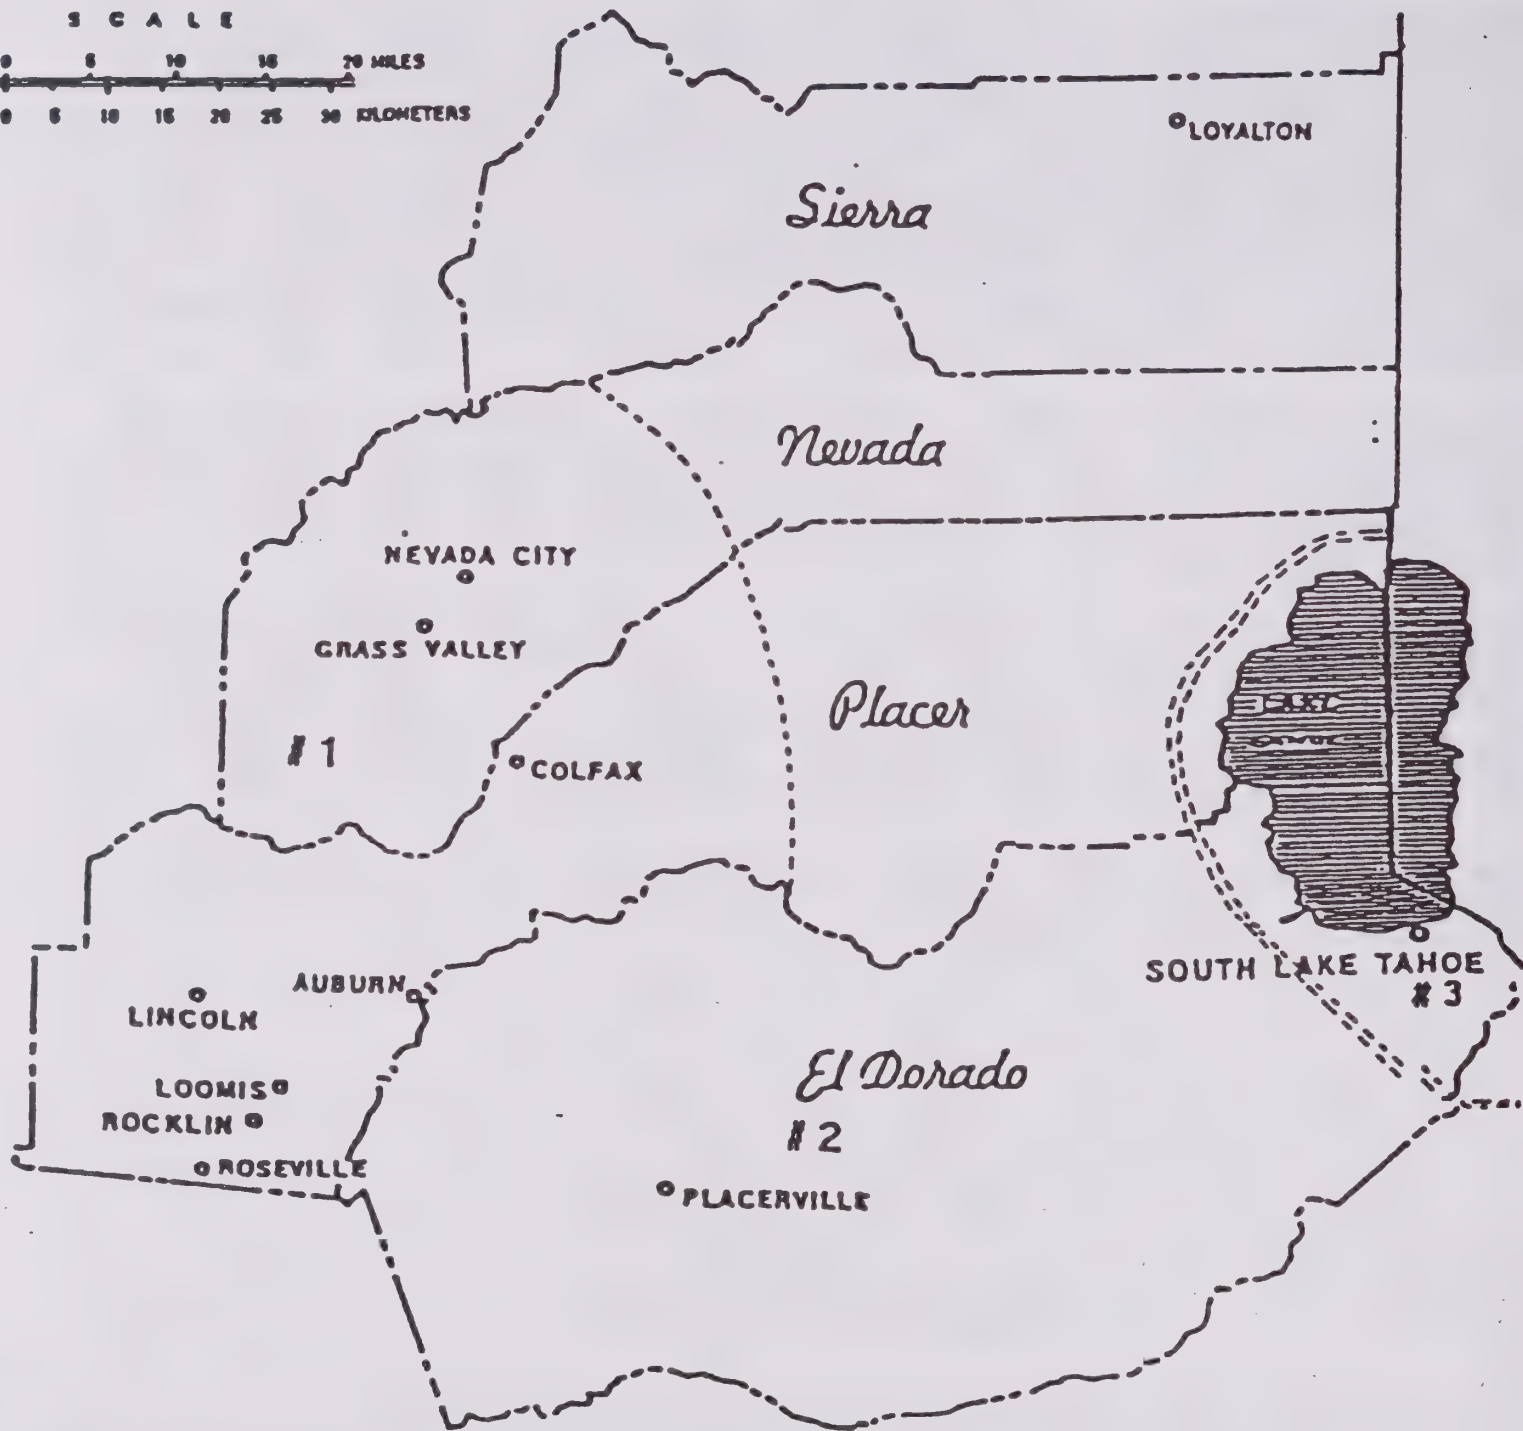 S C A L E
0 5 10 15 20 MILES
0 5 10 15 20 25 30 KILOMETERS
LOYALTON
Sierra
Nevada
NEVADA CITY
GRASS VALLEY
Placer
#1
COLFAX
SOUTH LAKE TAHOE
#3
AUBURN
LINCOLN
El Dorado
LOOMIS
ROCKLIN
#2
ROSEVILLE
PLACERVILLE